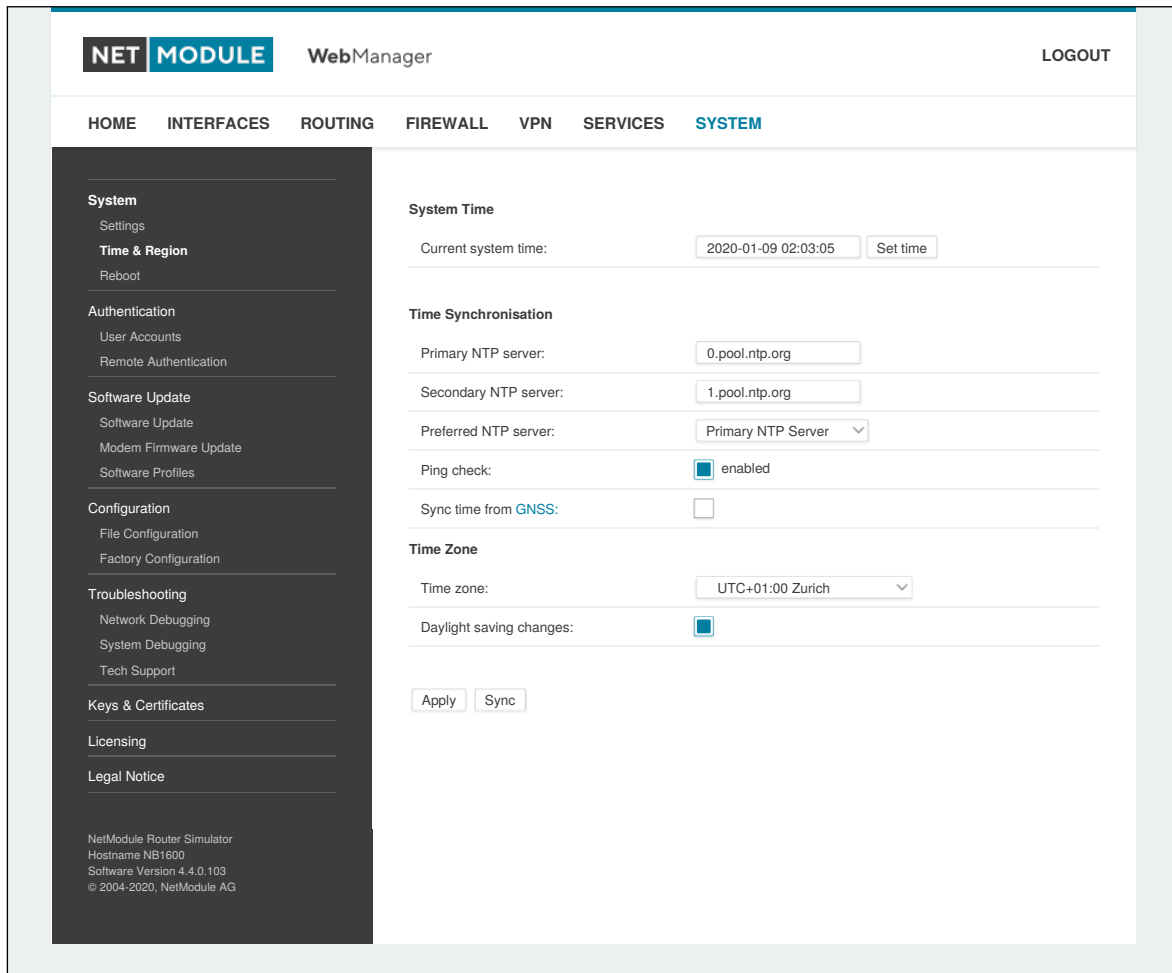 NET MODULE WebManager LOGOUT
HOME INTERFACES ROUTING FIREWALL VPN SERVICES SYSTEM
System
Settings
Time & Region
Reboot
Authentication
User Accounts
Remote Authentication
Software Update
Software Update
Modem Firmware Update
Software Profiles
Configuration
File Configuration
Factory Configuration
Troubleshooting
Network Debugging
System Debugging
Tech Support
Keys & Certificates
Licensing
Legal Notice
NetModule Router Simulator
Hostname NB1600
Software Version 4.4.0.103
© 2004-2020, NetModule AG
System Time
Current system time: 2020-01-09 02:03:05 Set time
Time Synchronisation
Primary NTP server: 0.pool.ntp.org
Secondary NTP server: 1.pool.ntp.org
Preferred NTP server: Primary NTP Server
Ping check: enabled
Sync time from GNSS:
Time Zone
Time zone: UTC+01:00 Zurich
Daylight saving changes:
Apply Sync